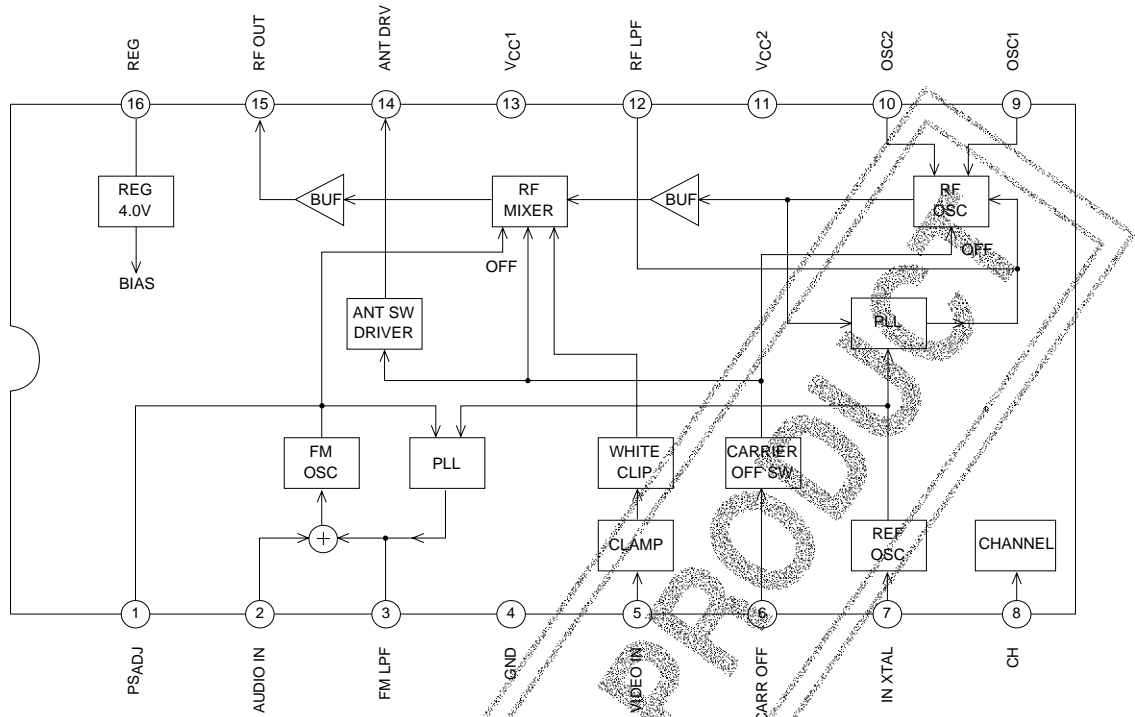 REG
RF OUT
ANT DRV
VCC1
RF LPF
VCC2
OSC2
OSC1
16
15
14
13
12
11
10
9
REG
4.0V
BUF
RF
MIXER
BUF
RF
OSC
OFF
OFF
BIAS
ANT SW
DRIVER
PLL
FM
OSC
PLL
WHITE
CLIP
CARRIER
OFF SW
+
CLAMP
REF
OSC
CHANNEL
1
2
3
4
5
6
7
8
PSADJ
AUDIO IN
FM LPF
GND
VIDEO IN
CARR OFF
IN XTAL
CH
PRODUCT